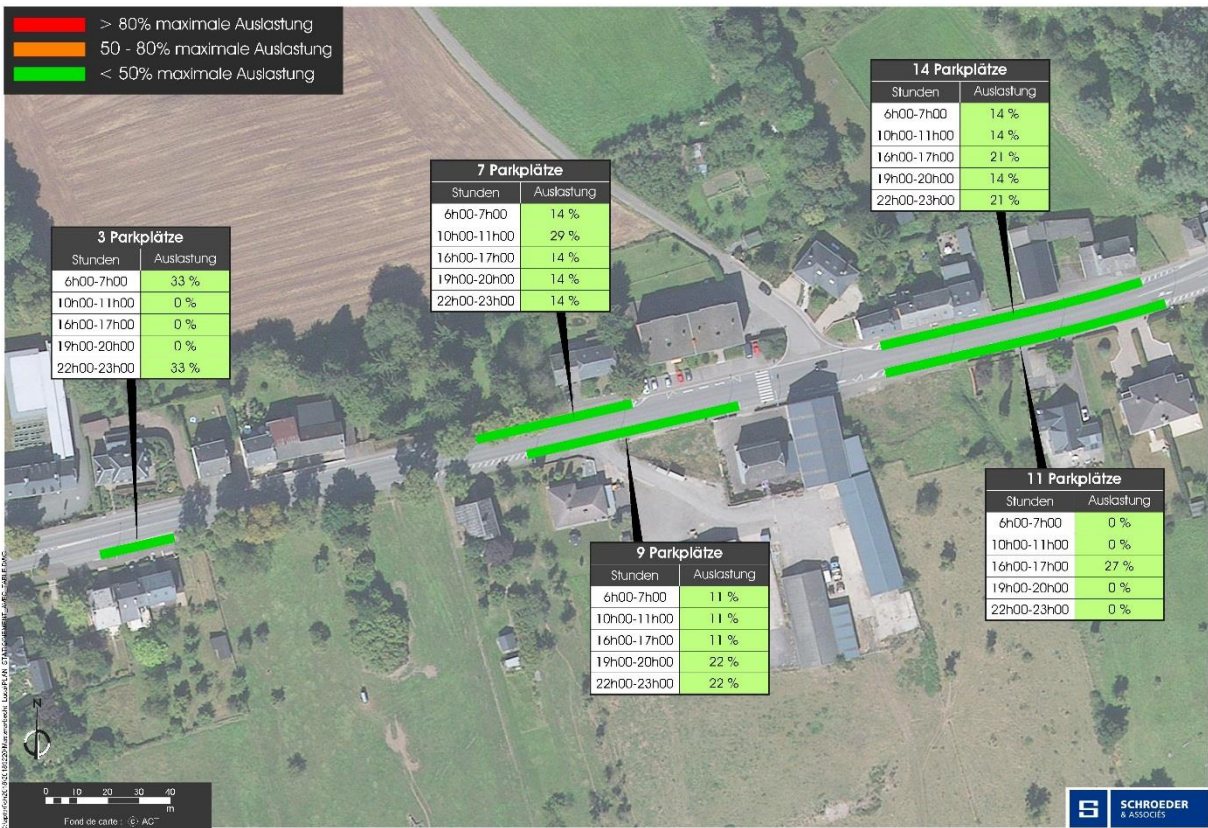 > 80% maximale Auslastung
50 - 80% maximale Auslastung
< 50% maximale Auslastung
14 Parkplätze
Stunden Auslastung
6h00-7h00 14 %
10h00-11h00 14 %
16h00-17h00 21 %
19h00-20h00 14 %
22h00-23h00 21 %
7 Parkplätze
Stunden Auslastung
6h00-7h00 14 %
10h00-11h00 29 %
16h00-17h00 14 %
19h00-20h00 14 %
22h00-23h00 14 %
3 Parkplätze
Stunden Auslastung
6h00-7h00 33 %
10h00-11h00 0 %
16h00-17h00 0 %
19h00-20h00 0 %
22h00-23h00 33 %
11 Parkplätze
Stunden Auslastung
6h00-7h00 0 %
10h00-11h00 0 %
16h00-17h00 27 %
19h00-20h00 0 %
22h00-23h00 0 %
9 Parkplätze
Stunden Auslastung
6h00-7h00 11 %
10h00-11h00 11 %
16h00-17h00 11 %
19h00-20h00 22 %
22h00-23h00 22 %
N
0 10 20 30 40
m
Fond de carte : © ACT
S SCHROEDER
& ASSOCIÉS